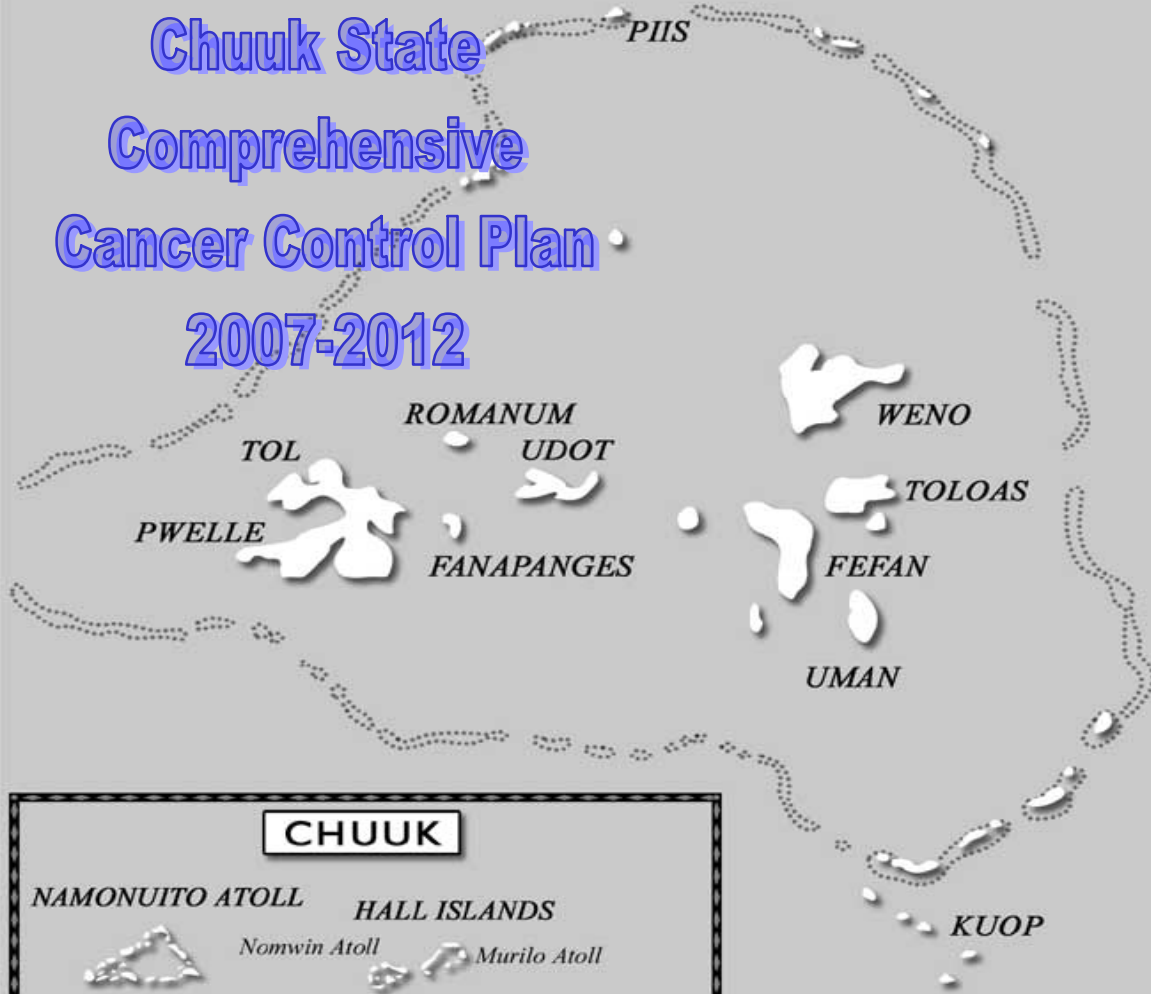 Chuuk State
Comprehensive
Cancer Control Plan
2007-2012
PIIS
ROMANUM
WENO
TOL
UDOT
TOLOAS
PWELLE
FANAPANGES
FEFAN
UMAN
CHUUK
NAMONUITO ATOLL
HALL ISLANDS
KUOP
Nomwin Atoll
Murilo Atoll